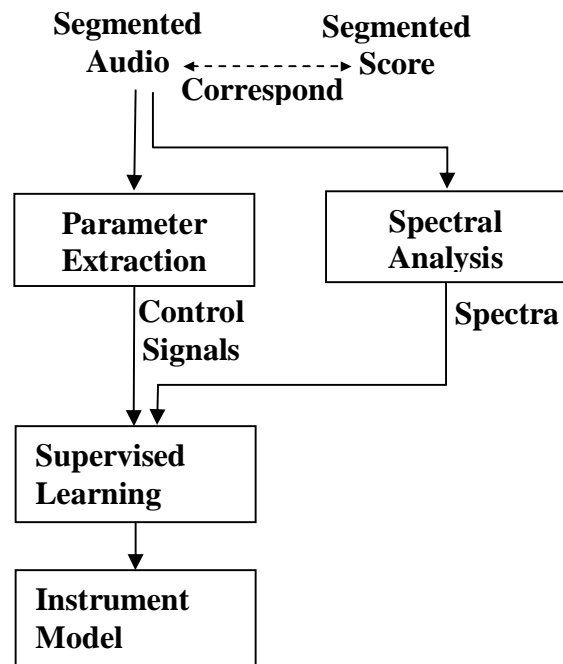 Segmented
Audio
Segmented
Score
Correspond
Parameter
Extraction
Spectral
Analysis
Control
Signals
Spectra
Supervised
Learning
Instrument
Model